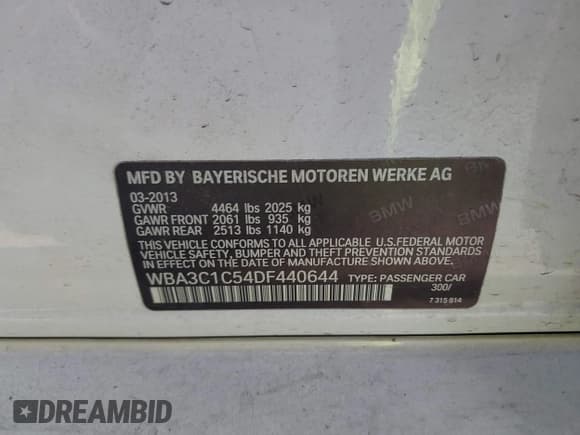 MFD BY BAYERISCHE MOTOREN WERKE AG
03-2013
GVWR 4464 lbs 2025 kg
GAWR FRONT 2061 lbs 935 kg
GAWR REAR 2513 lbs 1140 kg
THIS VEHICLE CONFORMS TO ALL APPLICABLE U.S.FEDERAL MOTOR
VEHICLE SAFETY, BUMPER AND THEFT PREVENTION STANDARDS
IN EFFECT ON THE DATE OF MANUFACTURE SHOWN ABOVE.
WBA3C1C54DF440644 TYPE: PASSENGER CAR
300/
7 315 814
BMW
BMW
BMW
DREAMBID